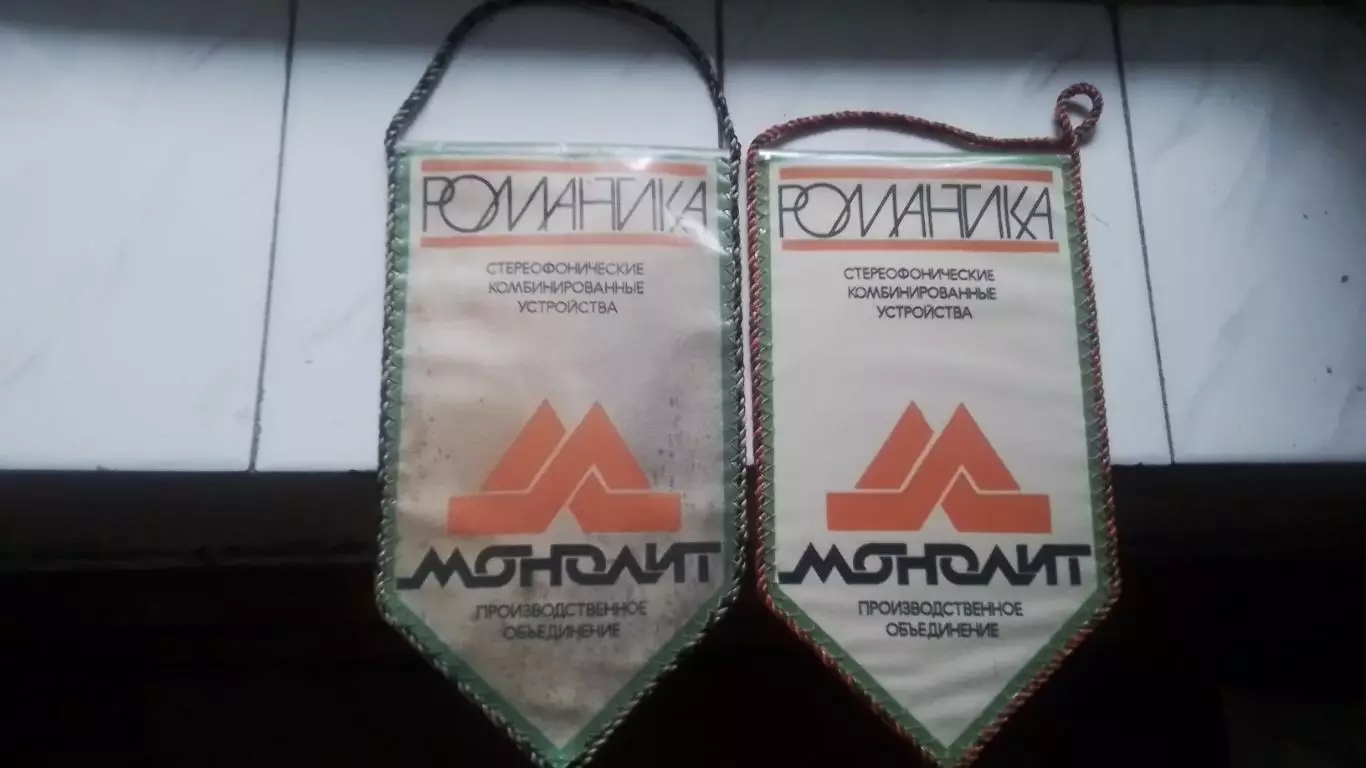 РОМАНТИКА
СТЕРЕОФОНИЧЕСКИЕ
КОМБИНИРОВАННЫЕ
УСТРОЙСТВА
МОНОЛИТ
ПРОИЗВОДСТВЕННОЕ
ОБЪЕДИНЕНИЕ
РОМАНТИКА
СТЕРЕОФОНИЧЕСКИЕ
КОМБИНИРОВАННЫЕ
УСТРОЙСТВА
МОНОЛИТ
ПРОИЗВОДСТВЕННОЕ
ОБЪЕДИНЕНИЕ